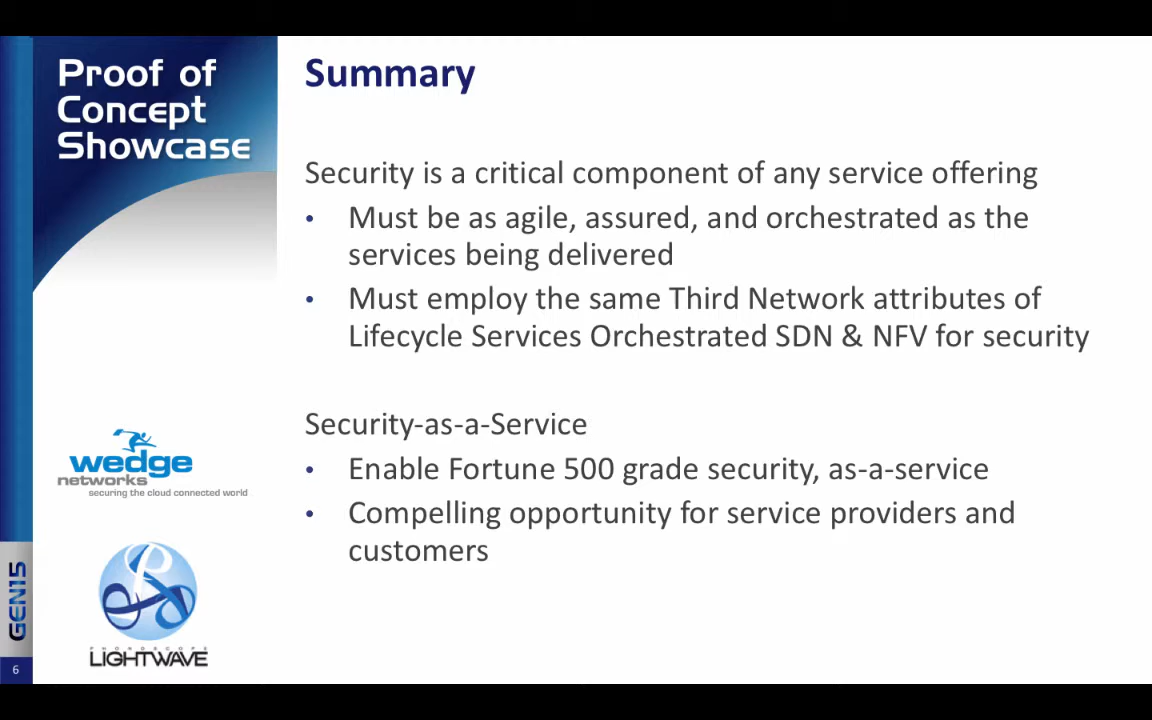 Proof of
Concept
Showcase
Summary
Security is a critical component of any service offering
• Must be as agile, assured, and orchestrated as the
services being delivered
• Must employ the same Third Network attributes of
Lifecycle Services Orchestrated SDN & NFV for security
Security-as-a-Service
• Enable Fortune 500 grade security, as-a-service
• Compelling opportunity for service providers and
customers
wedge
networks
securing the cloud connected world
PHONOSCOPE
LIGHTWAVE
GEN15
6